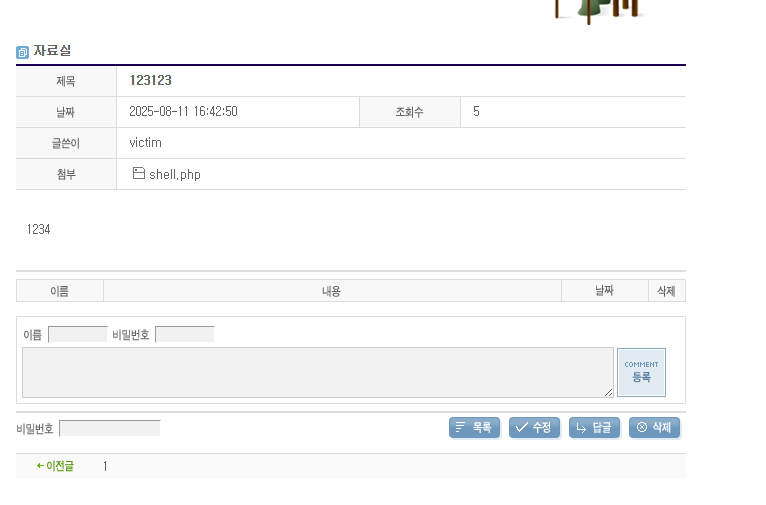 자료실
제목 123123
날짜 2025-08-11 16:42:50 조회수 5
글쓴이 victim
첨부 shell.php
1234
이름 내용 날짜 삭제
이름 비밀번호
COMMENT
등록
비밀번호 목록 수정 답글 삭제
이전글 1